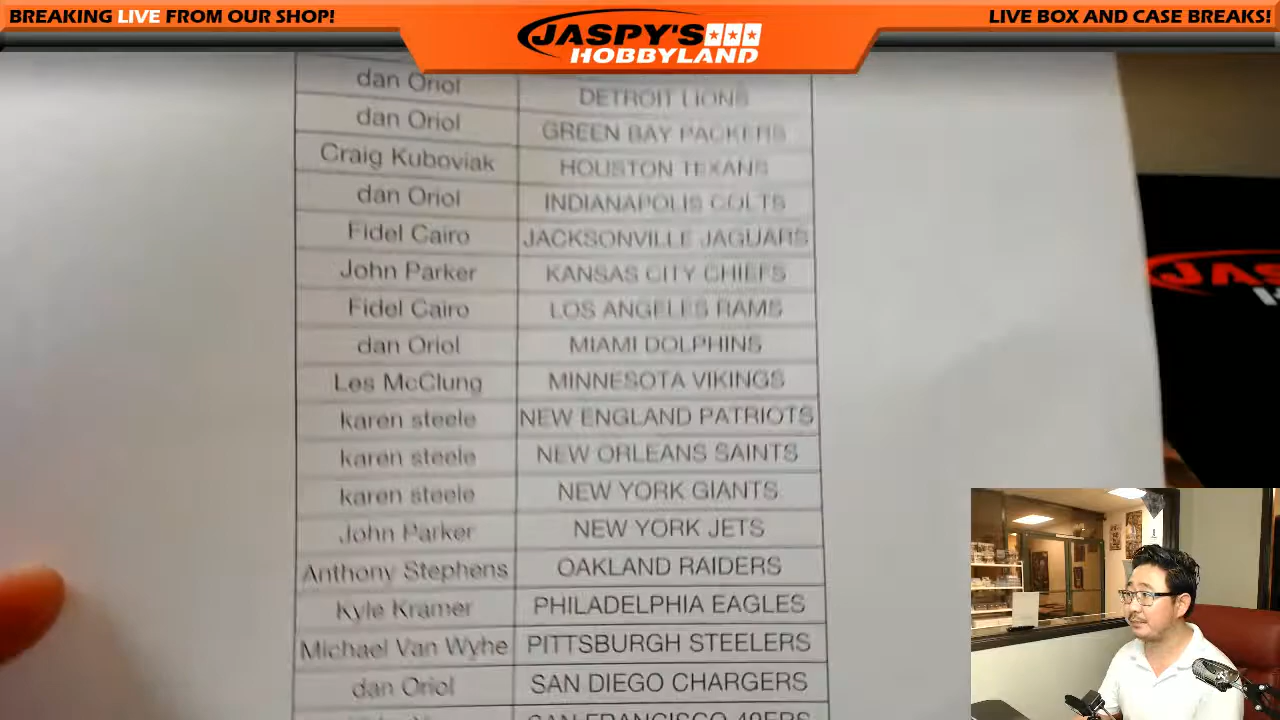 BREAKING LIVE FROM OUR SHOP!
JASPY'S
HOBBYLAND
LIVE BOX AND CASE BREAKS!
dan Oriol DETROIT LIONS
dan Oriol GREEN BAY PACKERS
Craig Kuboviak HOUSTON TEXANS
dan Oriol INDIANAPOLIS COLTS
Fidel Cairo JACKSONVILLE JAGUARS
John Parker KANSAS CITY CHIEFS
Fidel Cairo LOS ANGELES RAMS
dan Oriol MIAMI DOLPHINS
Les McClung MINNESOTA VIKINGS
karen steele NEW ENGLAND PATRIOTS
karen steele NEW ORLEANS SAINTS
karen steele NEW YORK GIANTS
John Parker NEW YORK JETS
Anthony Stephens OAKLAND RAIDERS
Kyle Kramer PHILADELPHIA EAGLES
Michael Van Wyhe PITTSBURGH STEELERS
dan Oriol SAN DIEGO CHARGERS
SAN FRANCISCO 49ERS